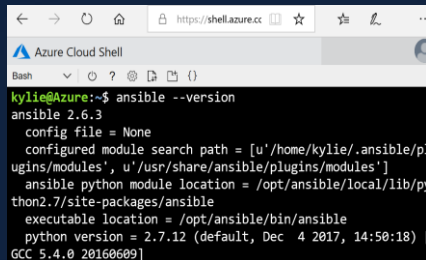 https://shell.azure.cc
Azure Cloud Shell
Bash
kylie@Azure:~$ ansible --version
ansible 2.6.3
config file = None
configured module search path = [u'/home/kylie/.ansible/pl
ugins/modules', u'/usr/share/ansible/plugins/modules']
ansible python module location = /opt/ansible/local/lib/py
thon2.7/site-packages/ansible
executable location = /opt/ansible/bin/ansible
python version = 2.7.12 (default, Dec  4 2017, 14:50:18) [
GCC 5.4.0 20160609]